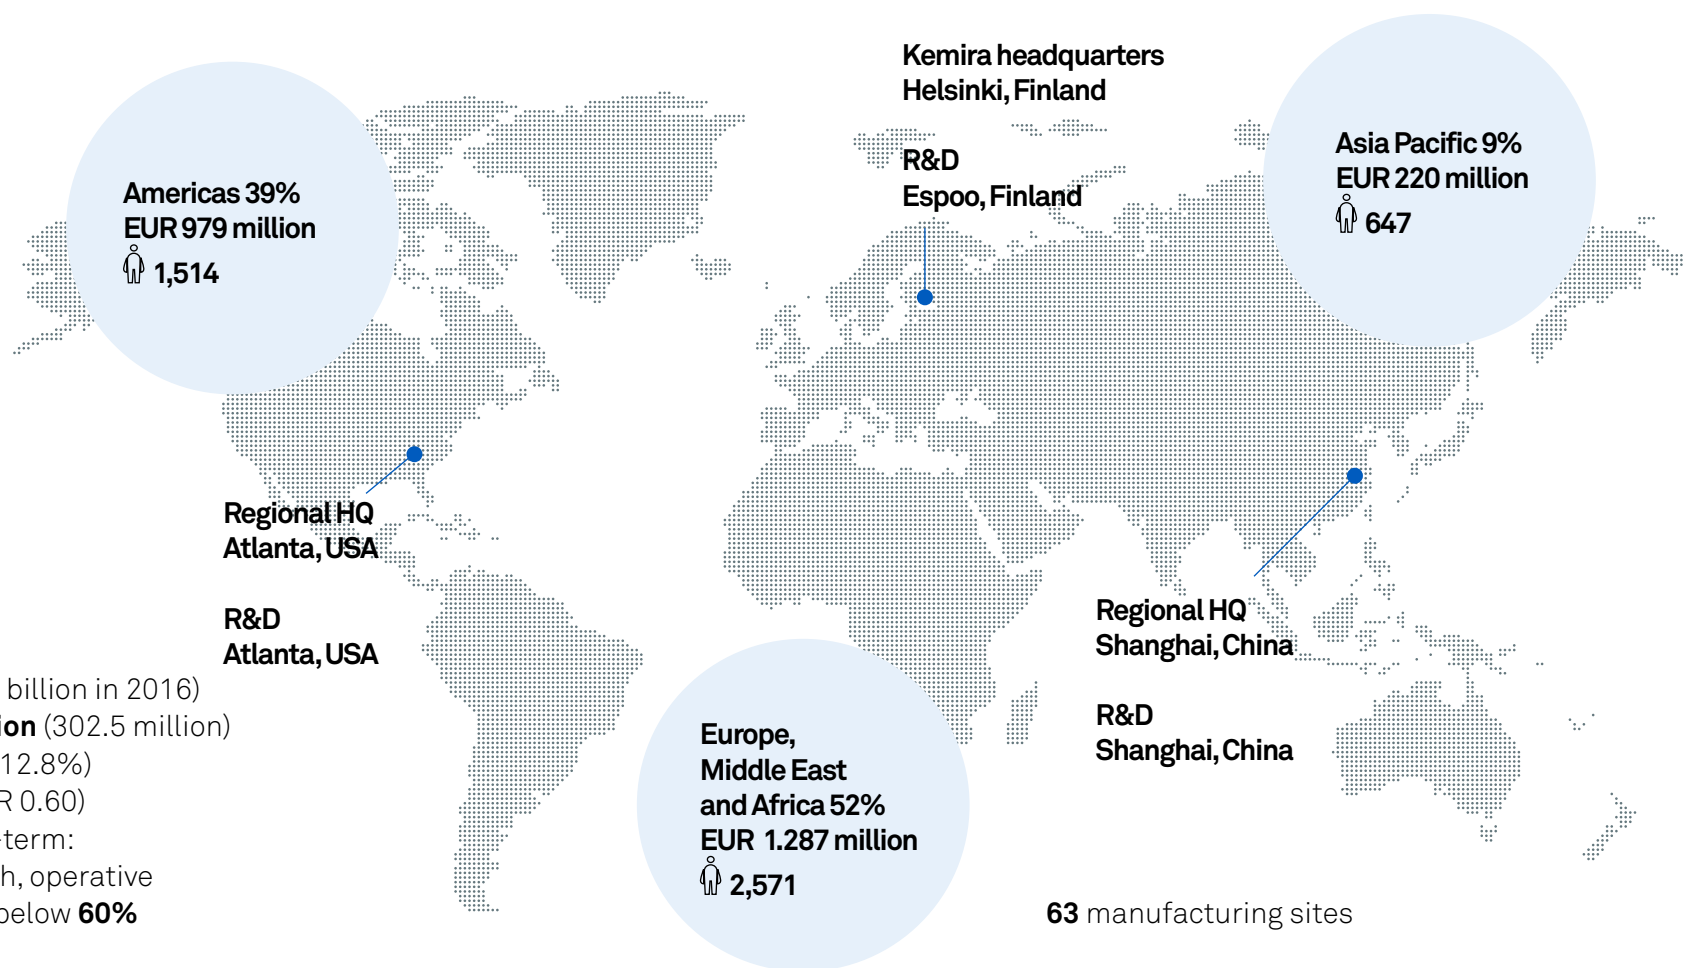 Kemira headquarters
Helsinki, Finland
R&D
Espoo, Finland
Asia Pacific 9%
EUR 220 million
647
Americas 39%
EUR 979 million
1,514
Regional HQ
Atlanta, USA
R&D
Atlanta, USA
Regional HQ
Shanghai, China
R&D
Shanghai, China
billion in 2016)
ion (302.5 million)
12.8%)
R 0.60)
-term:
h, operative
below 60%
Europe,
Middle East
and Africa 52%
EUR 1.287 million
2,571
63 manufacturing sites